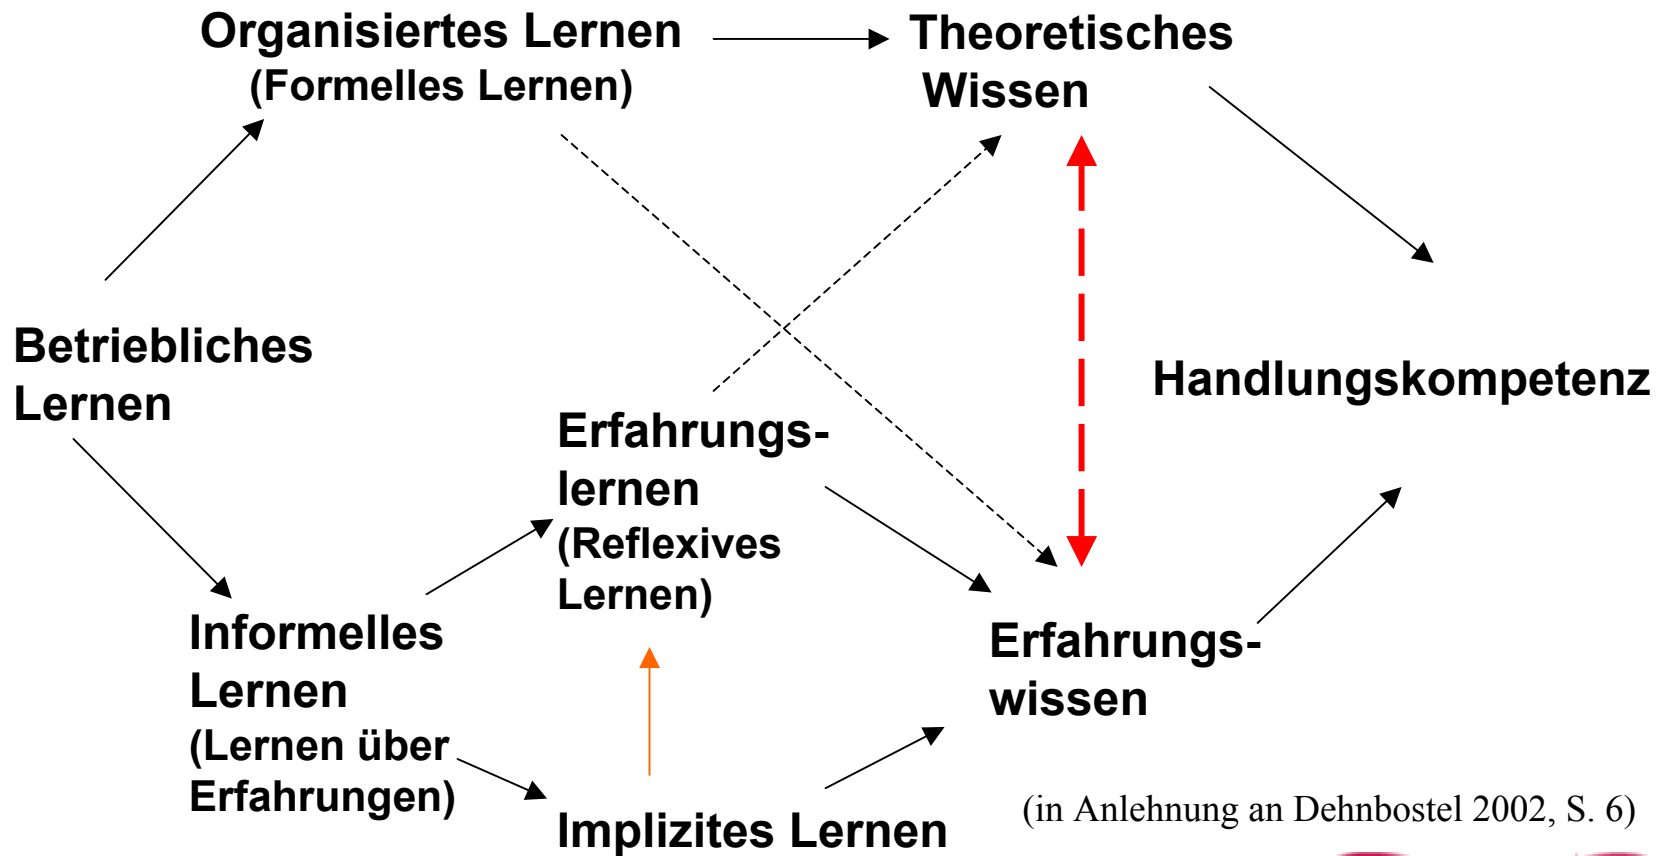 Organisiertes Lernen
(Formelles Lernen)
Theoretisches
Wissen
Betriebliches
Lernen
Handlungskompetenz
Erfahrungs-
lernen
(Reflexives
Lernen)
Informelles
Lernen
(Lernen über
Erfahrungen)
Erfahrungs-
wissen
Implizites Lernen
(in Anlehnung an Dehnbostel 2002, S. 6)